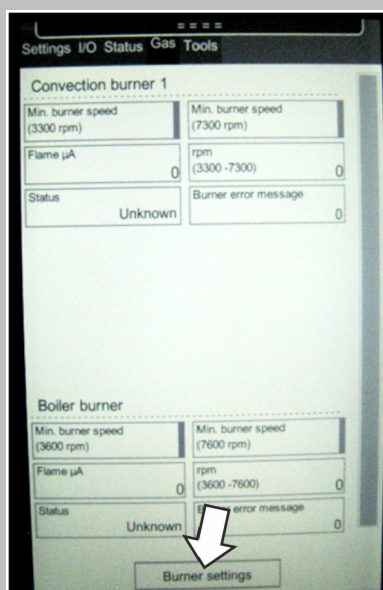 Settings I/O Status Gas Tools
Convection burner 1
Min. burner speed
(3300 rpm)
Min. burner speed
(7300 rpm)
Flame µA
0
rpm
(3300 -7300)
0
Status
Unknown
Burner error message
0
Boiler burner
Min. burner speed
(3600 rpm)
Min. burner speed
(7600 rpm)
Flame µA
0
rpm
(3600 -7600)
0
Status
Unknown
error message
0
Burner settings